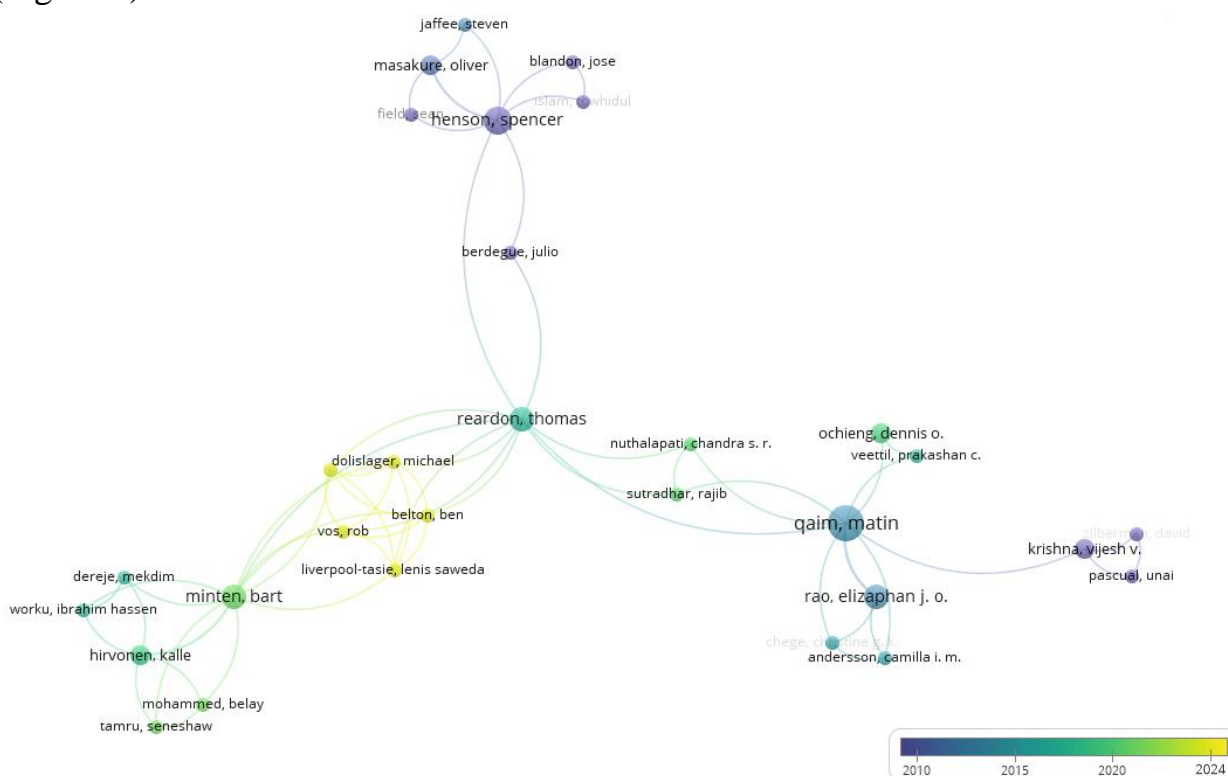 jaffee, steven
masakure, oliver
blandon, jose
field, sean
henson, spencer
berdegue, julio
reardon, thomas
dolislager, michael
nuthalapati, chandra s. r.
ochieng, dennis o.
veettil, prakashan c.
sutradhar, rajib
belton, ben
vos, rob
qaim, matin
krishna, vijesh v.
pascual, unai
liverpool-tasie, lenis saweda
dereje, mekdim
minten, bart
rao, elizaphan j. o.
worku, ibrahim hassen
hirvonen, kalle
andersson, camilla i. m.
mohammed, belay
tamru, seneshaw
2010 2015 2020 2024